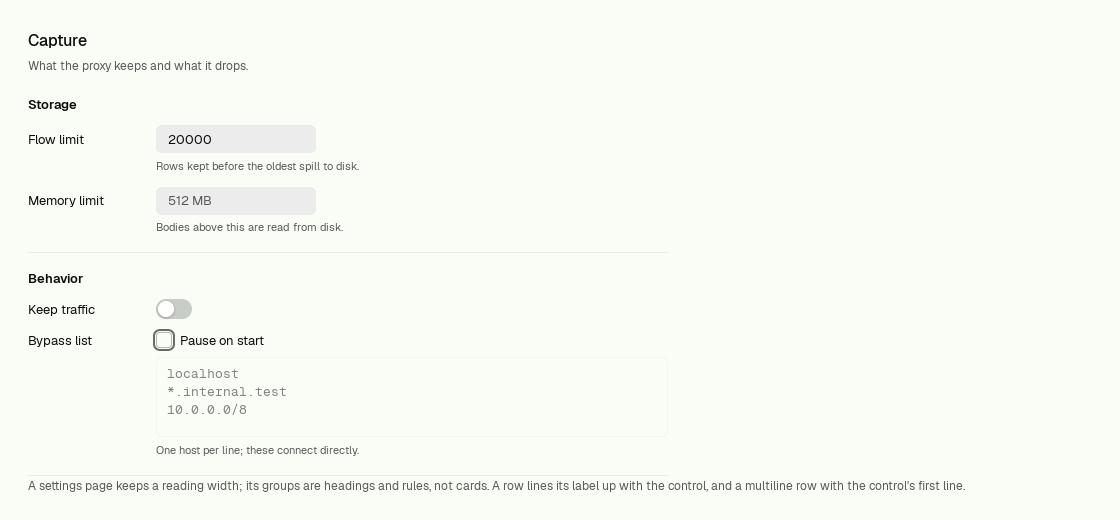 Capture
What the proxy keeps and what it drops.
Storage
Flow limit
20000
Rows kept before the oldest spill to disk.
Memory limit
512 MB
Bodies above this are read from disk.
Behavior
Keep traffic
Bypass list
Pause on start
localhost
*.internal.test
10.0.0.0/8
One host per line; these connect directly.
A settings page keeps a reading width; its groups are headings and rules, not cards. A row lines its label up with the control, and a multiline row with the control's first line.